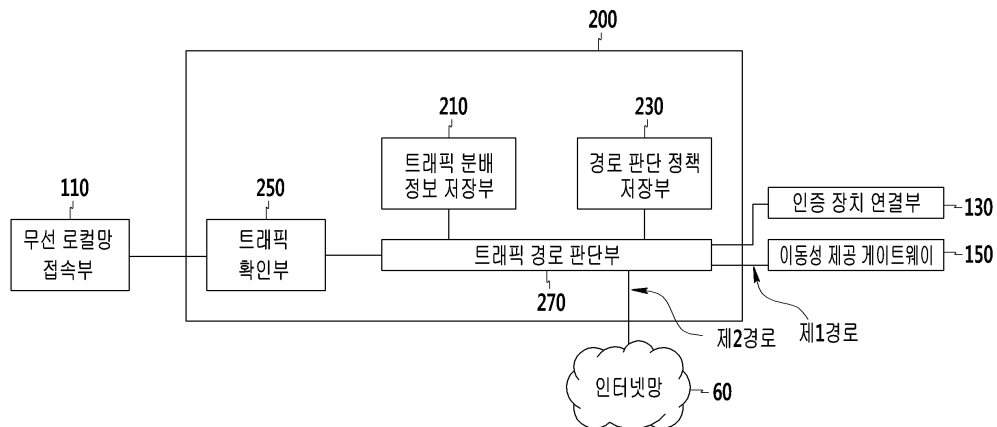 200
210
230
트래픽 분배
정보 저장부
경로 판단 정책
저장부
110
250
무선 로컬망
접속부
트래픽
확인부
트래픽 경로 판단부
인증 장치 연결부
130
이동성 제공 게이트웨이
150
270
제2경로
제1경로
인터넷망
60